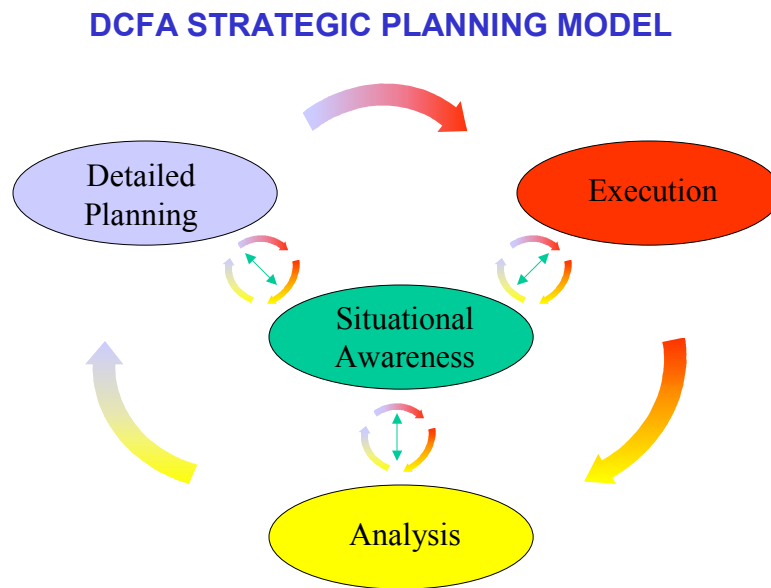 DCFA STRATEGIC PLANNING MODEL
Detailed
Planning
Execution
Situational
Awareness
Analysis